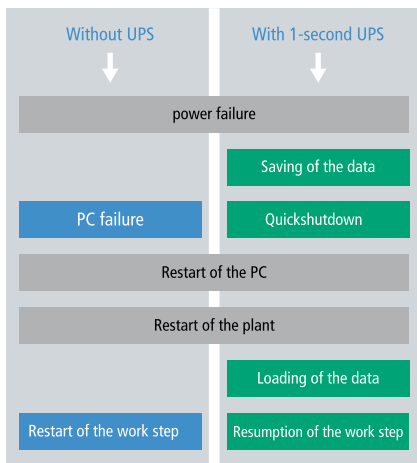 Without UPS
With 1-second UPS
power failure
Saving of the data
PC failure
Quickshutdown
Restart of the PC
Restart of the plant
Loading of the data
Restart of the work step
Resumption of the work step